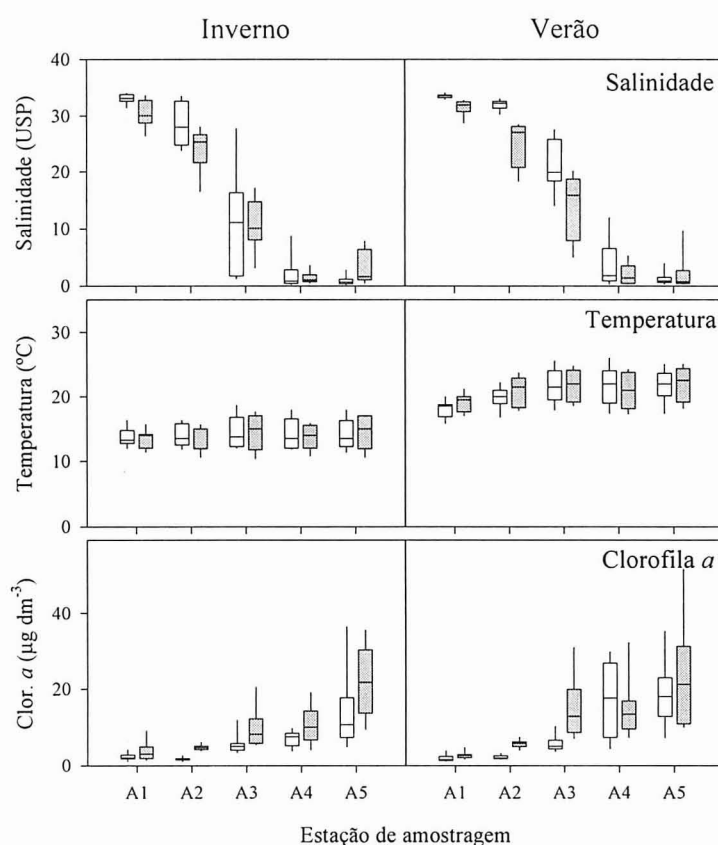 Inverno Verão
Salinidade (USP)
40
30
20
10
0
Salinidade
Temperatura (ºC)
30
20
10
0
Temperatura
Clor. a (µg dm⁻³)
40
20
0
Clorofila a
A1 A2 A3 A4 A5 A1 A2 A3 A4 A5
Estação de amostragem